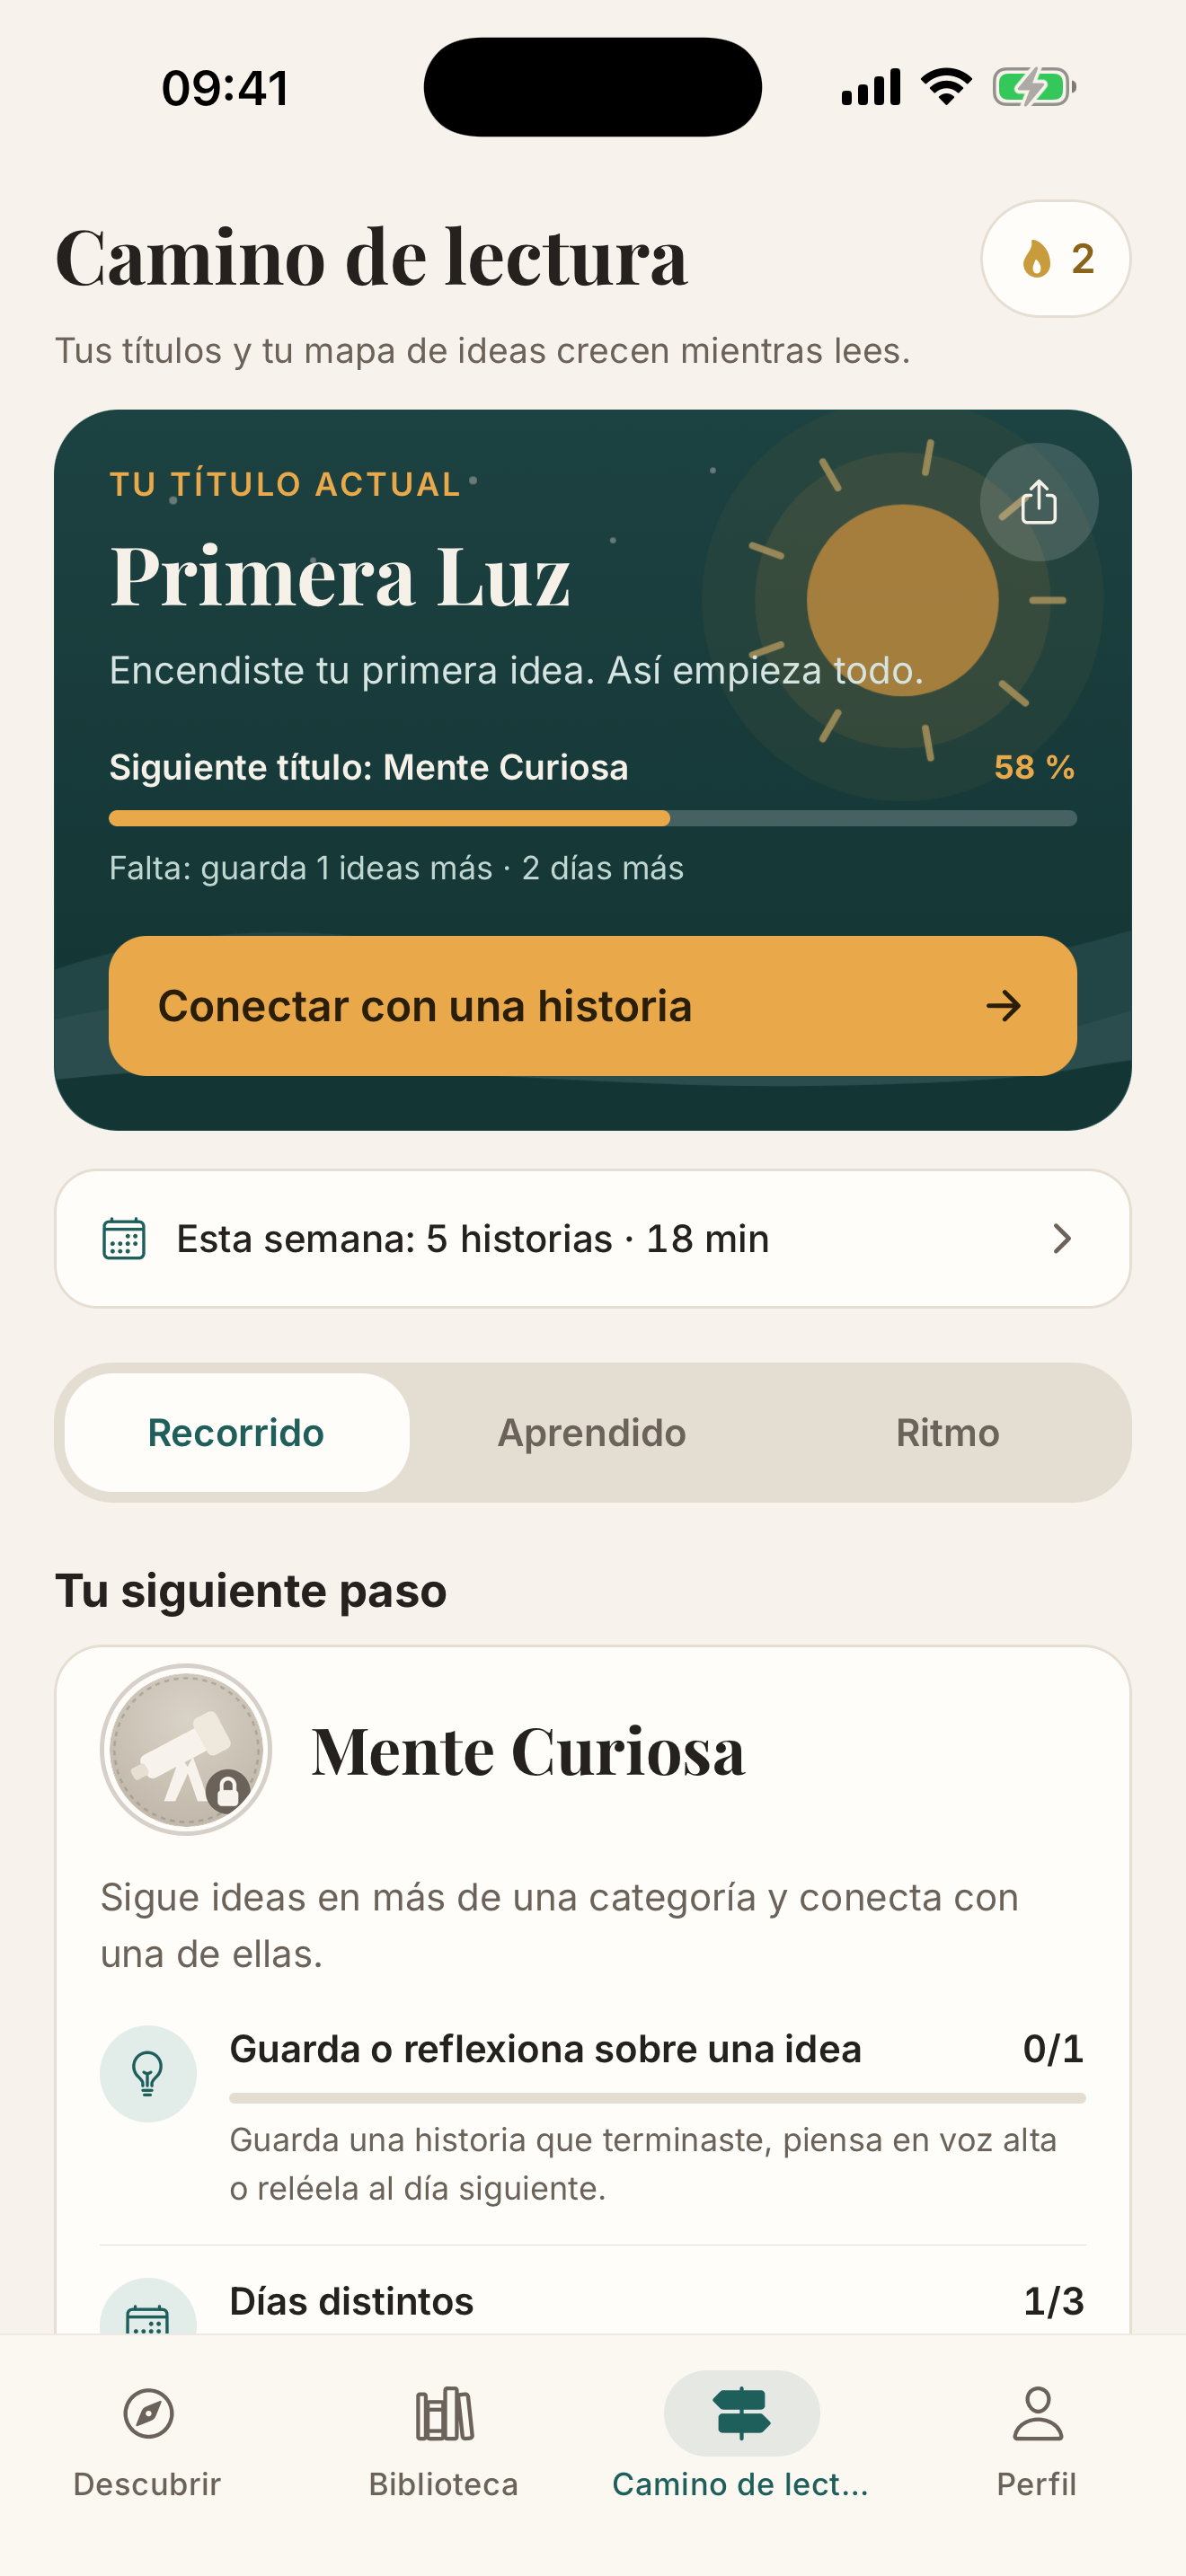 09:41
Camino de lectura
2
Tus títulos y tu mapa de ideas crecen mientras lees.
TU TÍTULO ACTUAL
Primera Luz
Encendiste tu primera idea. Así empieza todo.
Siguiente título: Mente Curiosa
58 %
Falta: guarda 1 ideas más · 2 días más
Conectar con una historia
Esta semana: 5 historias · 18 min
Recorrido
Aprendido
Ritmo
Tu siguiente paso
Mente Curiosa
Sigue ideas en más de una categoría y conecta con
una de ellas.
Guarda o reflexiona sobre una idea
0/1
Guarda una historia que terminaste, piensa en voz alta
o reléela al día siguiente.
Días distintos
1/3
Descubrir
Biblioteca
Camino de lect...
Perfil